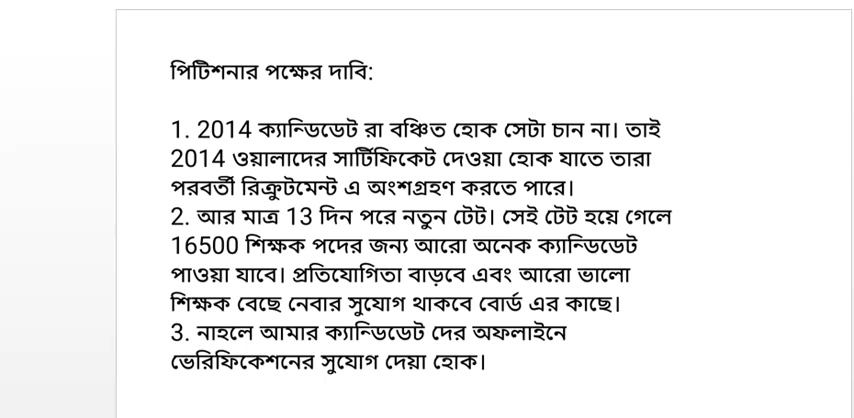 পিটিশনার পক্ষের দাবি:
1. 2014 ক্যান্ডিডেট রা বঞ্চিত হোক সেটা চান না। তাই
2014 ওয়ালাদের সার্টিফিকেট দেওয়া হোক যাতে তারা
পরবর্তী রিক্রুটমেন্ট এ অংশগ্রহণ করতে পারে।
2. আর মাত্র 13 দিন পরে নতুন টেট। সেই টেট হয়ে গেলে
16500 শিক্ষক পদের জন্য আরো অনেক ক্যান্ডিডেট
পাওয়া যাবে। প্রতিযোগিতা বাড়বে এবং আরো ভালো
শিক্ষক বেছে নেবার সুযোগ থাকবে বোর্ড এর কাছে।
3. নাহলে আমার ক্যান্ডিডেট দের অফলাইনে
ভেরিফিকেশনের সুযোগ দেয়া হোক।